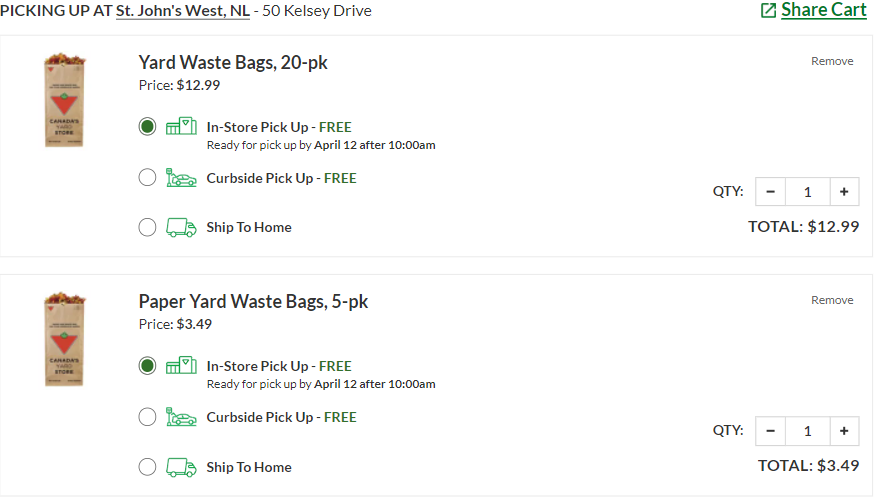 PICKING UP AT St. John's West, NL - 50 Kelsey Drive
Share Cart
Yard Waste Bags, 20-pk
Remove
Price: $12.99
In-Store Pick Up - FREE
Ready for pick up by April 12 after 10:00am
Curbside Pick Up - FREE
QTY: - 1 +
Ship To Home
TOTAL: $12.99
CANADA'S
YARD
STORE
Paper Yard Waste Bags, 5-pk
Remove
Price: $3.49
In-Store Pick Up - FREE
Ready for pick up by April 12 after 10:00am
Curbside Pick Up - FREE
QTY: - 1 +
Ship To Home
TOTAL: $3.49
CANADA'S
YARD
STORE